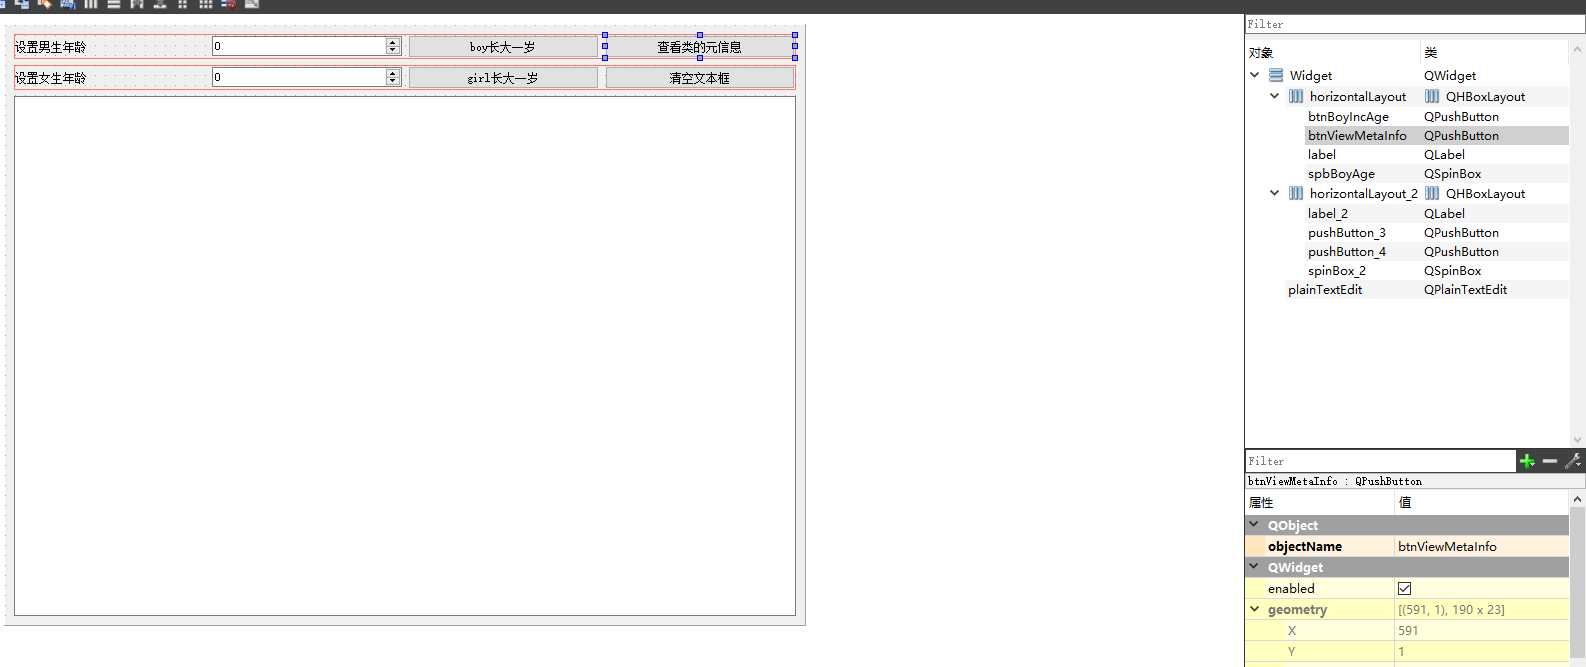 设置男生年龄 0 boy长大一岁 查看类的元信息
设置女生年龄 0 girl长大一岁 清空文本框
Filter
对象 类
Widget QWidget
horizontalLayout QHBoxLayout
btnBoyIncAge QPushButton
btnViewMetaInfo QPushButton
label QLabel
spbBoyAge QSpinBox
horizontalLayout_2 QHBoxLayout
label_2 QLabel
pushButton_3 QPushButton
pushButton_4 QPushButton
spinBox_2 QSpinBox
plainTextEdit QPlainTextEdit
Filter
btnViewMetaInfo : QPushButton
属性 值
QObject
objectName btnViewMetaInfo
QWidget
enabled
geometry [(591, 1), 190 x 23]
X 591
Y 1